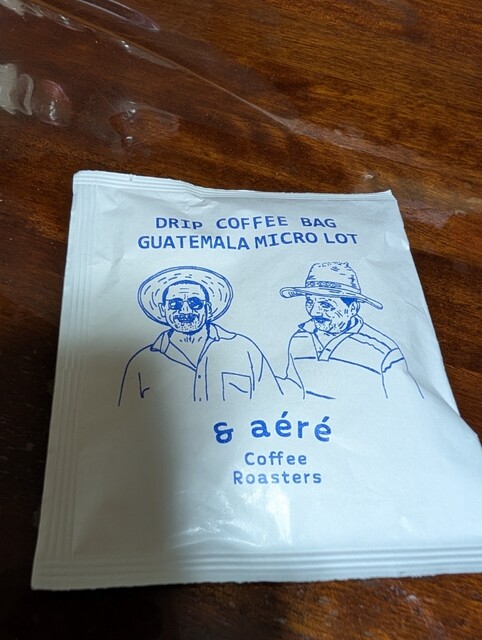 DRIP COFFEE BAG
GUATEMALA MICRO LOT
& aéré
Coffee
Roasters